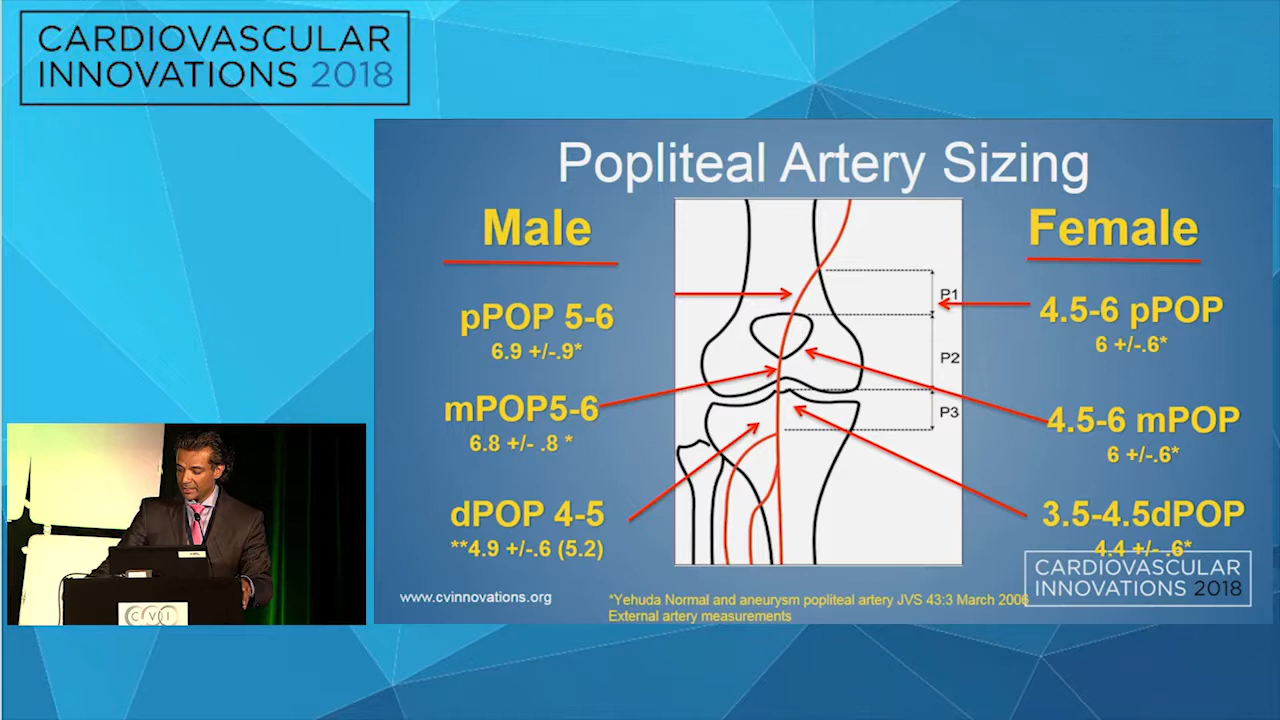 CARDIOVASCULAR
INNOVATIONS 2018
Popliteal Artery Sizing
Male
pPOP 5-6
6.9 +/-.9*
mPOP5-6
6.8 +/- .8 *
dPOP 4-5
**4.9 +/-.6 (5.2)
P1
P2
P3
Female
4.5-6 pPOP
6 +/-.6*
4.5-6 mPOP
6 +/-.6*
3.5-4.5dPOP
4.4 +/- .6*
CARDIOVASCULAR
INNOVATIONS 2018
www.cvinnovations.org
*Yehuda Normal and aneurysm popliteal artery JVS 43:3 March 2006
External artery measurements
CVI